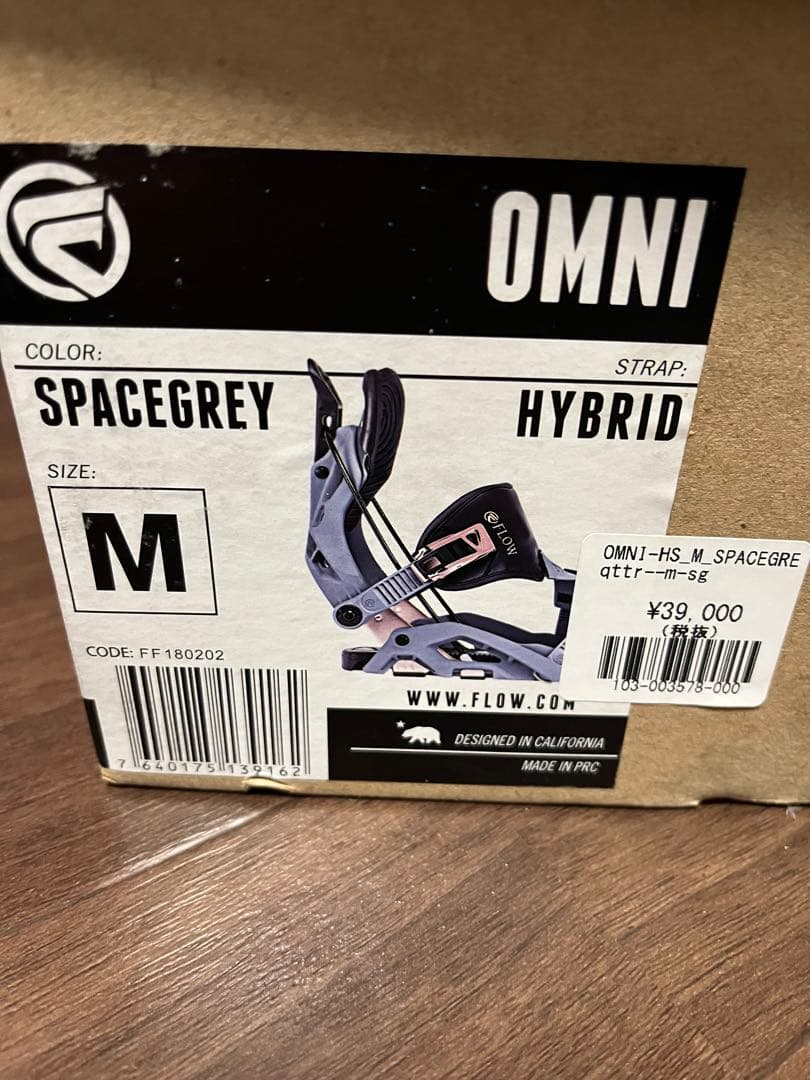 OMNI
COLOR:
SPACEGREY
STRAP:
HYBRID
SIZE:
M
FLOW
CODE: FF180202
7 640175 139162
WWW.FLOW.COM
DESIGNED IN CALIFORNIA
MADE IN PRC
OMNI-HS_M_SPACEGRE
qttr--m-sg
¥39,000
(税抜)
103-003578-000